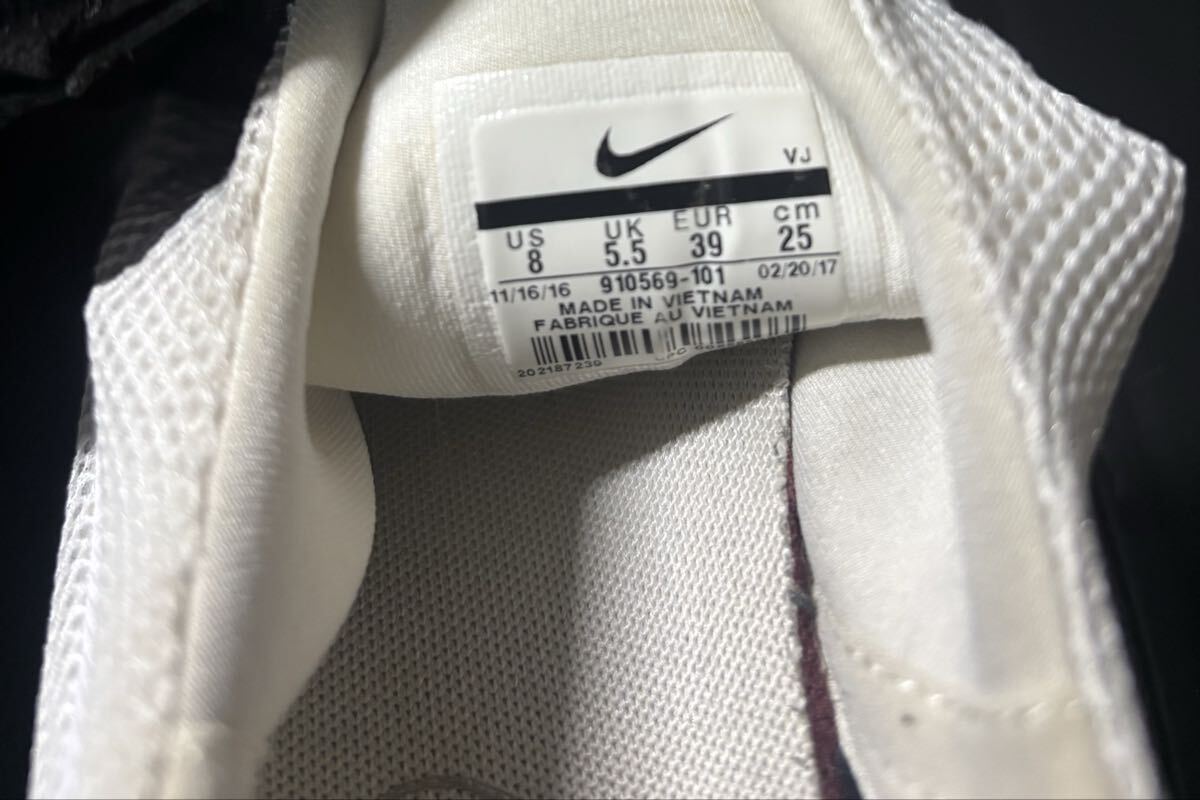 VJ
US UK EUR cm
8 5.5 39 25
11/16/16 910569-101 02/20/17
MADE IN VIETNAM
FABRIQUE AU VIETNAM
202187239